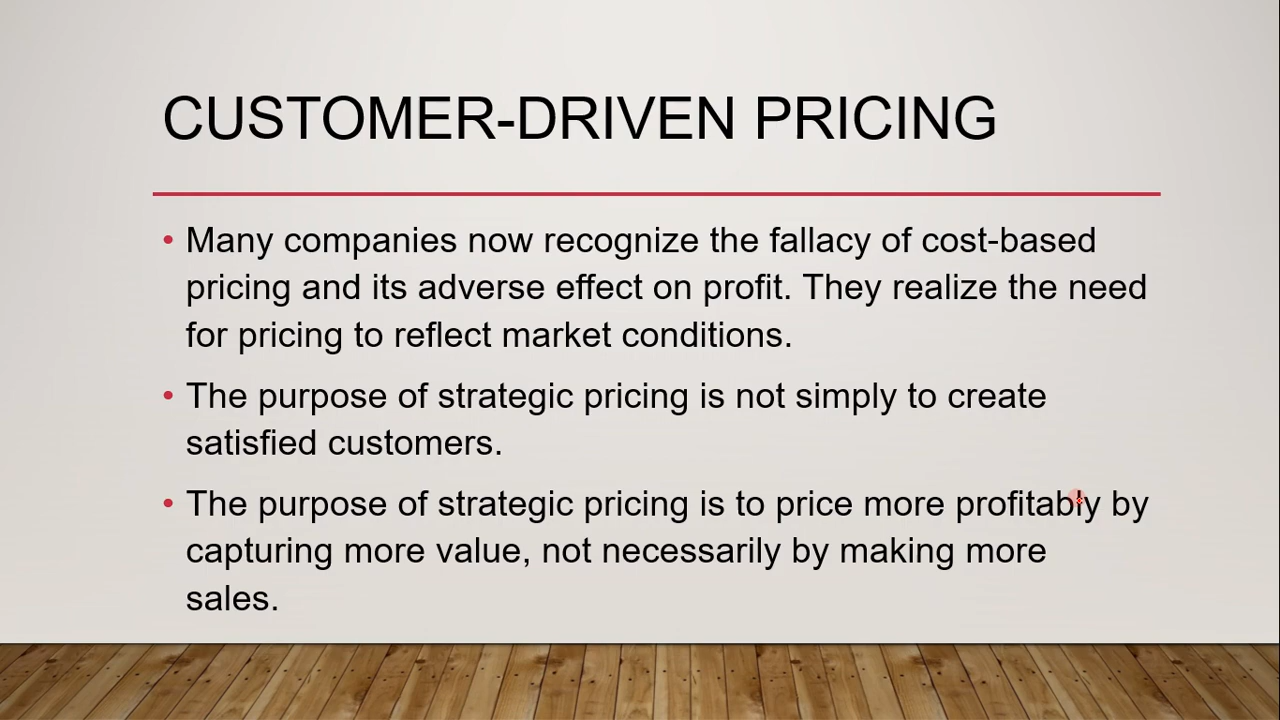 CUSTOMER-DRIVEN PRICING
• Many companies now recognize the fallacy of cost-based
pricing and its adverse effect on profit. They realize the need
for pricing to reflect market conditions.
• The purpose of strategic pricing is not simply to create
satisfied customers.
• The purpose of strategic pricing is to price more profitably by
capturing more value, not necessarily by making more
sales.